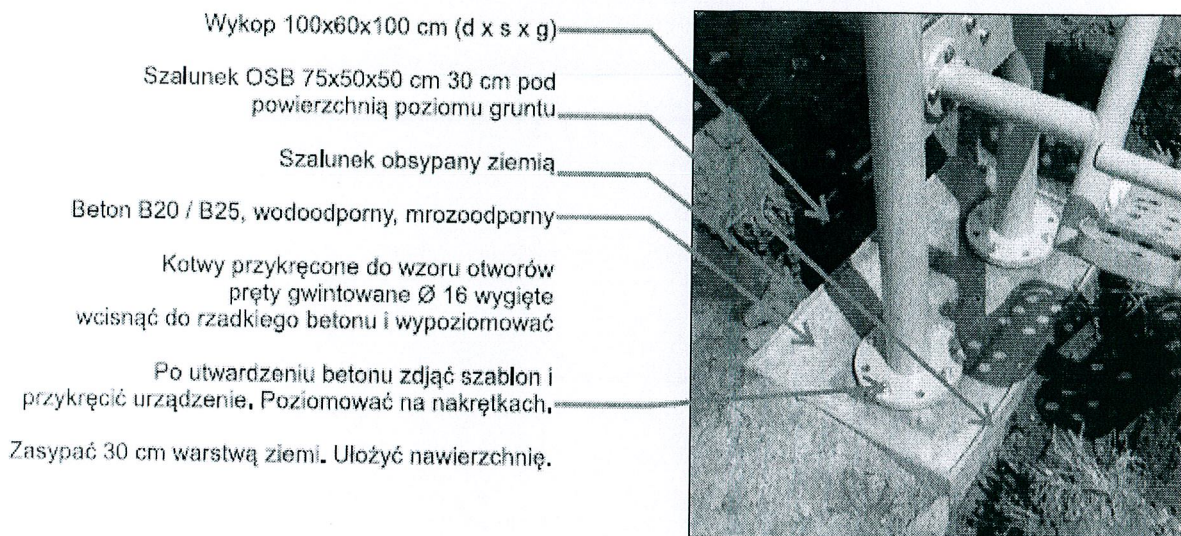 Wykop 100x60x100 cm (d x s x g)
Szalunek OSB 75x50x50 cm 30 cm pod
powierzchnią poziomu gruntu
Szalunek obsypany ziemią
Beton B20 / B25, wodoodporny, mrozoodporny
Kotwy przykręcone do wzoru otworów
pręty gwintowane Ø 16 wygięte
wcisnąć do rzadkiego betonu i wypoziomować
Po utwardzeniu betonu zdjąć szablon i
przykręcić urządzenie. Poziomować na nakrętkach.
Zasypać 30 cm warstwą ziemi. Ułożyć nawierzchnię.